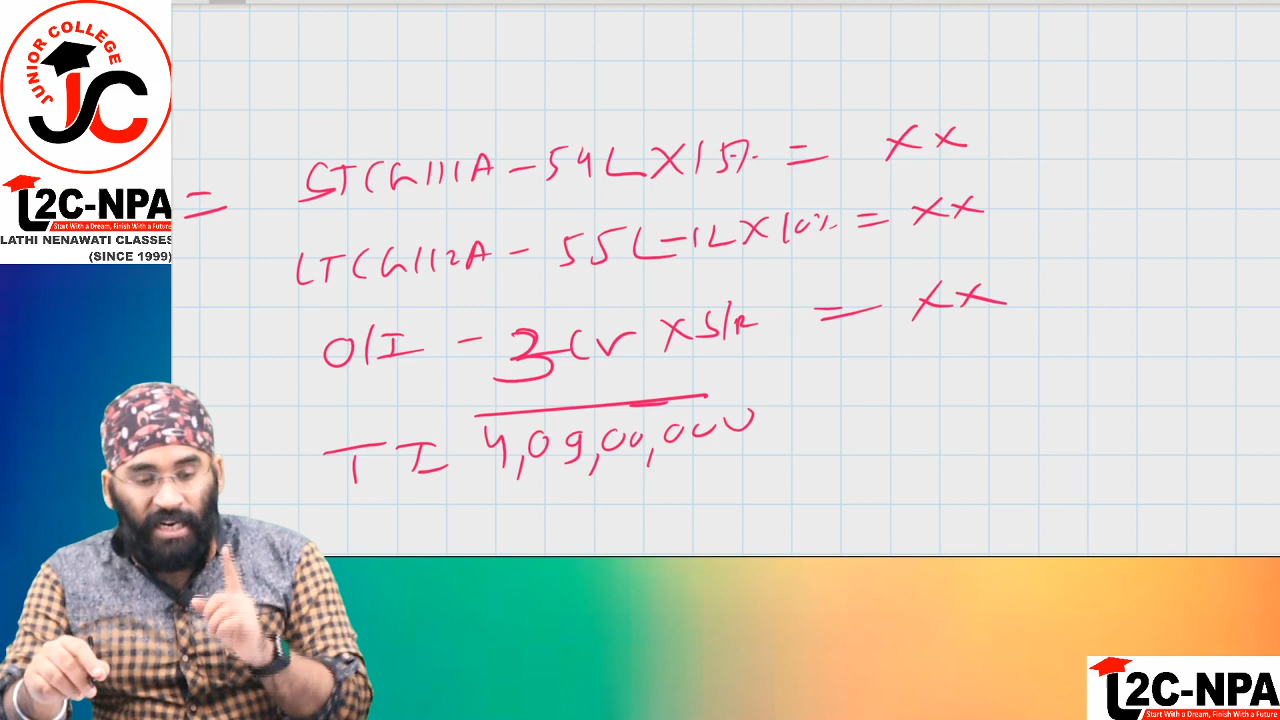 JUNIOR COLLEGE
JC
L2C-NPA
Start With a Dream, Finish With a Future
LATHI NENAWATI CLASSES
(SINCE 1999)
= STCG111A - 54L X 15% = XX
LTCG112A - 55L - 1L X 10% = XX
O/I - 3Cr X S/R = XX
TI 4,09,00,000
L2C-NPA
Start With a Dream, Finish With a Future